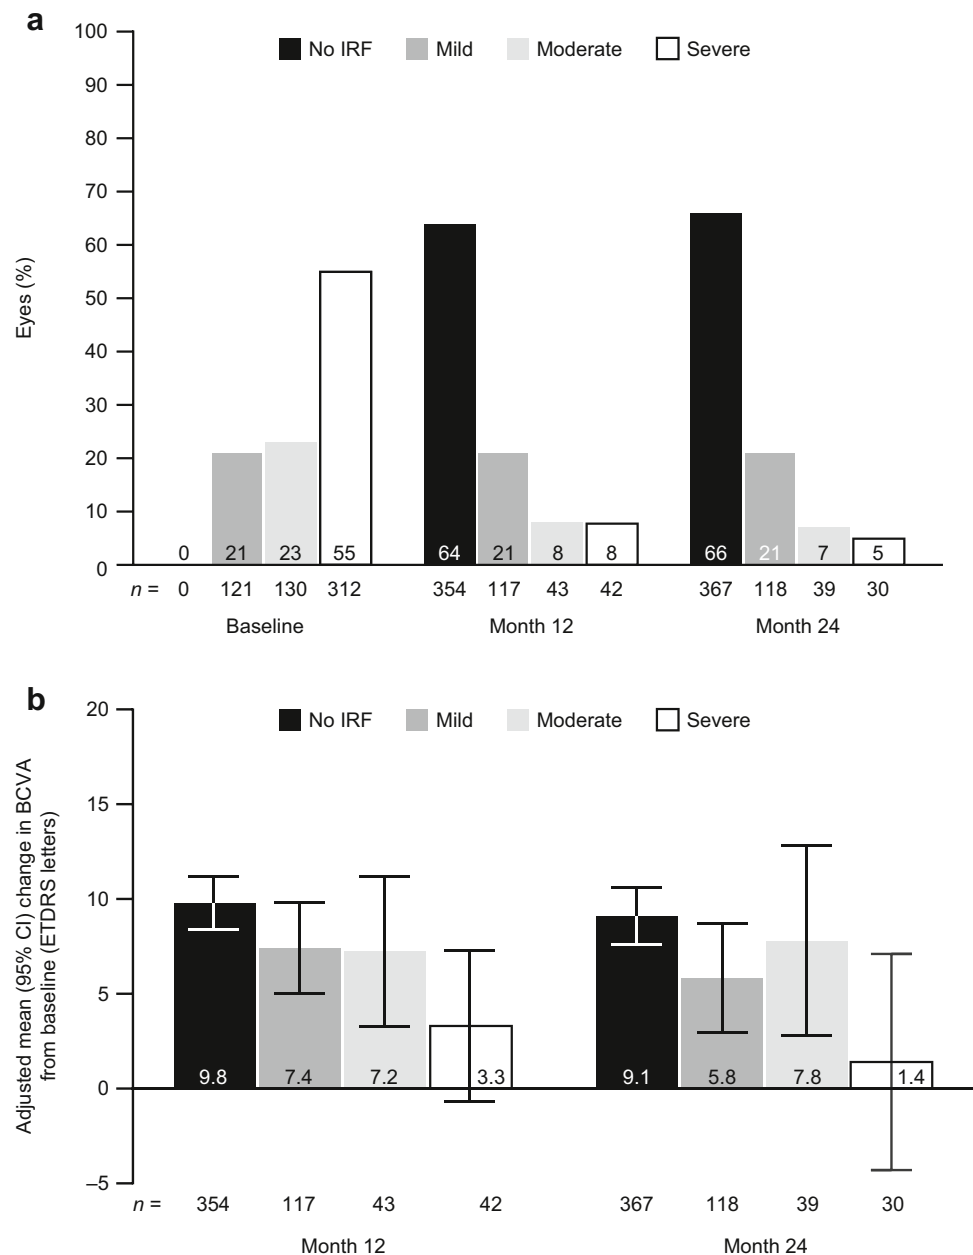 a
100
90
80
70
60
50
40
30
20
10
0
Eyes (%)
No IRF Mild Moderate Severe
0 21 23 55 64 21 8 8 66 21 7 5
n = 0 121 130 312 354 117 43 42 367 118 39 30
Baseline Month 12 Month 24
b
20
15
10
5
0
–5
Adjusted mean (95% CI) change in BCVA
from baseline (ETDRS letters)
No IRF Mild Moderate Severe
9.8 7.4 7.2 3.3 9.1 5.8 7.8 1.4
n = 354 117 43 42 367 118 39 30
Month 12 Month 24